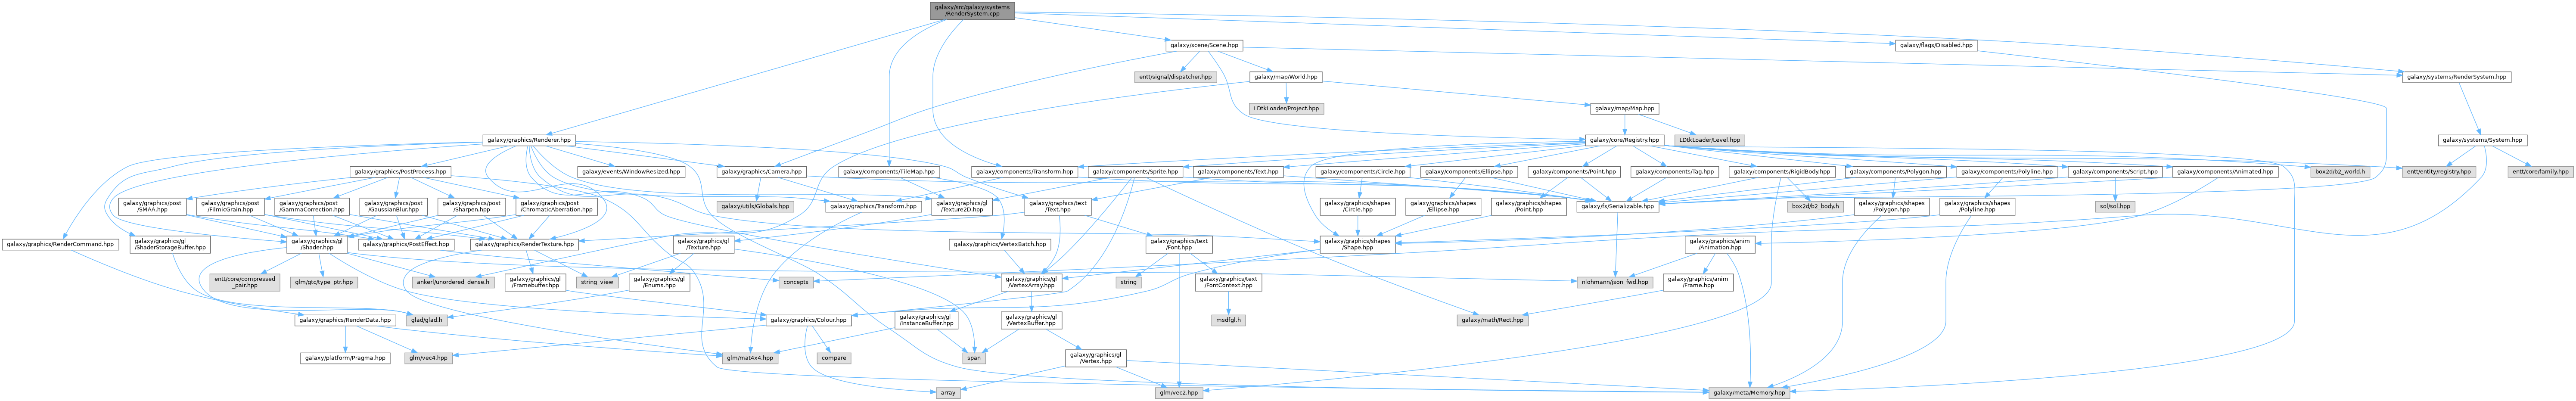 galaxy/src/galaxy/systems
/RenderSystem.cpp
galaxy/scene/Scene.hpp
galaxy/flags/Disabled.hpp
entt/signal/dispatcher.hpp
galaxy/map/World.hpp
galaxy/systems/RenderSystem.hpp
LDtkLoader/Project.hpp
galaxy/map/Map.hpp
galaxy/graphics/Renderer.hpp
galaxy/core/Registry.hpp
LDtkLoader/Level.hpp
galaxy/systems/System.hpp
galaxy/graphics/PostProcess.hpp
galaxy/events/WindowResized.hpp
galaxy/graphics/Camera.hpp
galaxy/components/TileMap.hpp
galaxy/components/Transform.hpp
galaxy/components/Sprite.hpp
galaxy/components/Text.hpp
galaxy/components/Circle.hpp
galaxy/components/Ellipse.hpp
galaxy/components/Point.hpp
galaxy/components/Tag.hpp
galaxy/components/RigidBody.hpp
galaxy/components/Polygon.hpp
galaxy/components/Polyline.hpp
galaxy/components/Script.hpp
galaxy/components/Animated.hpp
box2d/b2_world.h
entt/entity/registry.hpp
entt/core/family.hpp
galaxy/graphics/post
/SMAA.hpp
galaxy/graphics/post
/FilmicGrain.hpp
galaxy/graphics/post
/GammaCorrection.hpp
galaxy/graphics/post
/GaussianBlur.hpp
galaxy/graphics/post
/Sharpen.hpp
galaxy/graphics/post
/ChromaticAberration.hpp
galaxy/utils/Globals.hpp
galaxy/graphics/Transform.hpp
galaxy/graphics/gl
/Texture2D.hpp
galaxy/graphics/text
/Text.hpp
galaxy/graphics/shapes
/Circle.hpp
galaxy/graphics/shapes
/Ellipse.hpp
galaxy/graphics/shapes
/Point.hpp
galaxy/fs/Serializable.hpp
box2d/b2_body.h
galaxy/graphics/shapes
/Polygon.hpp
galaxy/graphics/shapes
/Polyline.hpp
sol/sol.hpp
galaxy/graphics/RenderCommand.hpp
galaxy/graphics/gl
/ShaderStorageBuffer.hpp
galaxy/graphics/gl
/Shader.hpp
galaxy/graphics/PostEffect.hpp
galaxy/graphics/RenderTexture.hpp
galaxy/graphics/gl
/Texture.hpp
galaxy/graphics/VertexBatch.hpp
galaxy/graphics/text
/Font.hpp
galaxy/graphics/shapes
/Shape.hpp
galaxy/graphics/anim
/Animation.hpp
entt/core/compressed
_pair.hpp
glm/gtc/type_ptr.hpp
ankerl/unordered_dense.h
galaxy/graphics/gl
/Framebuffer.hpp
string_view
galaxy/graphics/gl
/Enums.hpp
concepts
galaxy/graphics/gl
/VertexArray.hpp
string
galaxy/graphics/text
/FontContext.hpp
nlohmann/json_fwd.hpp
galaxy/graphics/anim
/Frame.hpp
galaxy/graphics/RenderData.hpp
glad/glad.h
galaxy/graphics/Colour.hpp
galaxy/graphics/gl
/InstanceBuffer.hpp
galaxy/graphics/gl
/VertexBuffer.hpp
msdfgl.h
galaxy/math/Rect.hpp
galaxy/platform/Pragma.hpp
glm/vec4.hpp
glm/mat4x4.hpp
compare
span
galaxy/graphics/gl
/Vertex.hpp
array
glm/vec2.hpp
galaxy/meta/Memory.hpp